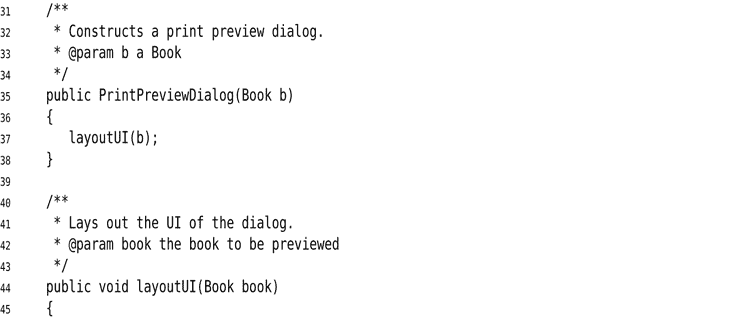 31 /**
32 * Constructs a print preview dialog.
33 * @param b a Book
34 */
35 public PrintPreviewDialog(Book b)
36 {
37 layoutUI(b);
38 }
39
40 /**
41 * Lays out the UI of the dialog.
42 * @param book the book to be previewed
43 */
44 public void layoutUI(Book book)
45 {